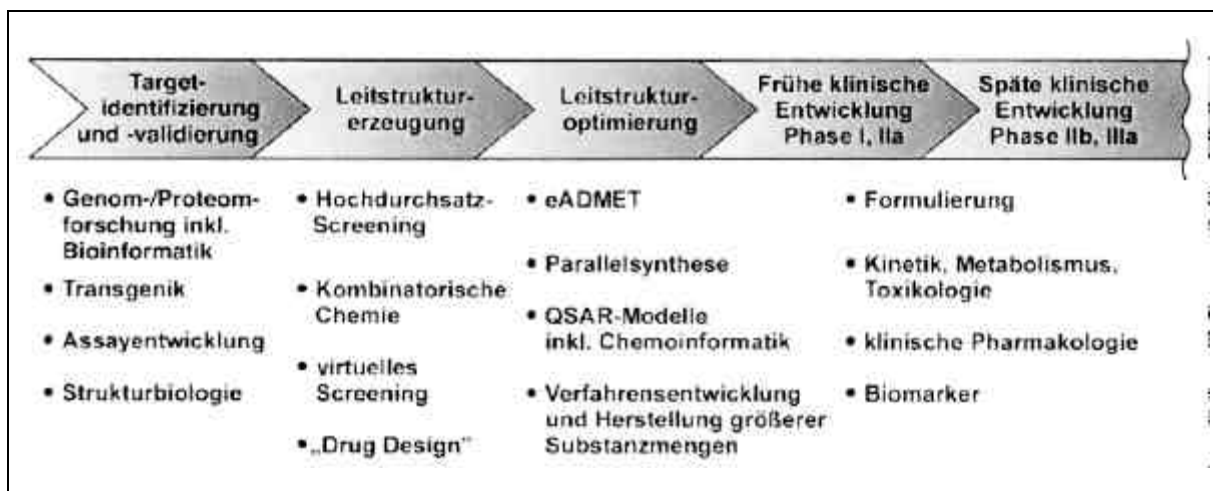 Target-
identifizierung
und -validierung
Leitstruktur-
erzeugung
Leitstruktur-
optimierung
Frühe klinische
Entwicklung
Phase I, IIa
Späte klinische
Entwicklung
Phase IIb, IIIa
• Genom-/Proteom-
forschung inkl.
Bioinformatik
• Transgenik
• Assayentwicklung
• Strukturbiologie
• Hochdurchsatz-
Screening
• Kombinatorische
Chemie
• virtuelles
Screening
• „Drug Design"
• eADMET
• Parallelsynthese
• QSAR-Modelle
inkl. Chemoinformatik
• Verfahrensentwicklung
und Herstellung größerer
Substanzmengen
• Formulierung
• Kinetik, Metabolismus,
Toxikologie
• klinische Pharmakologie
• Biomarker